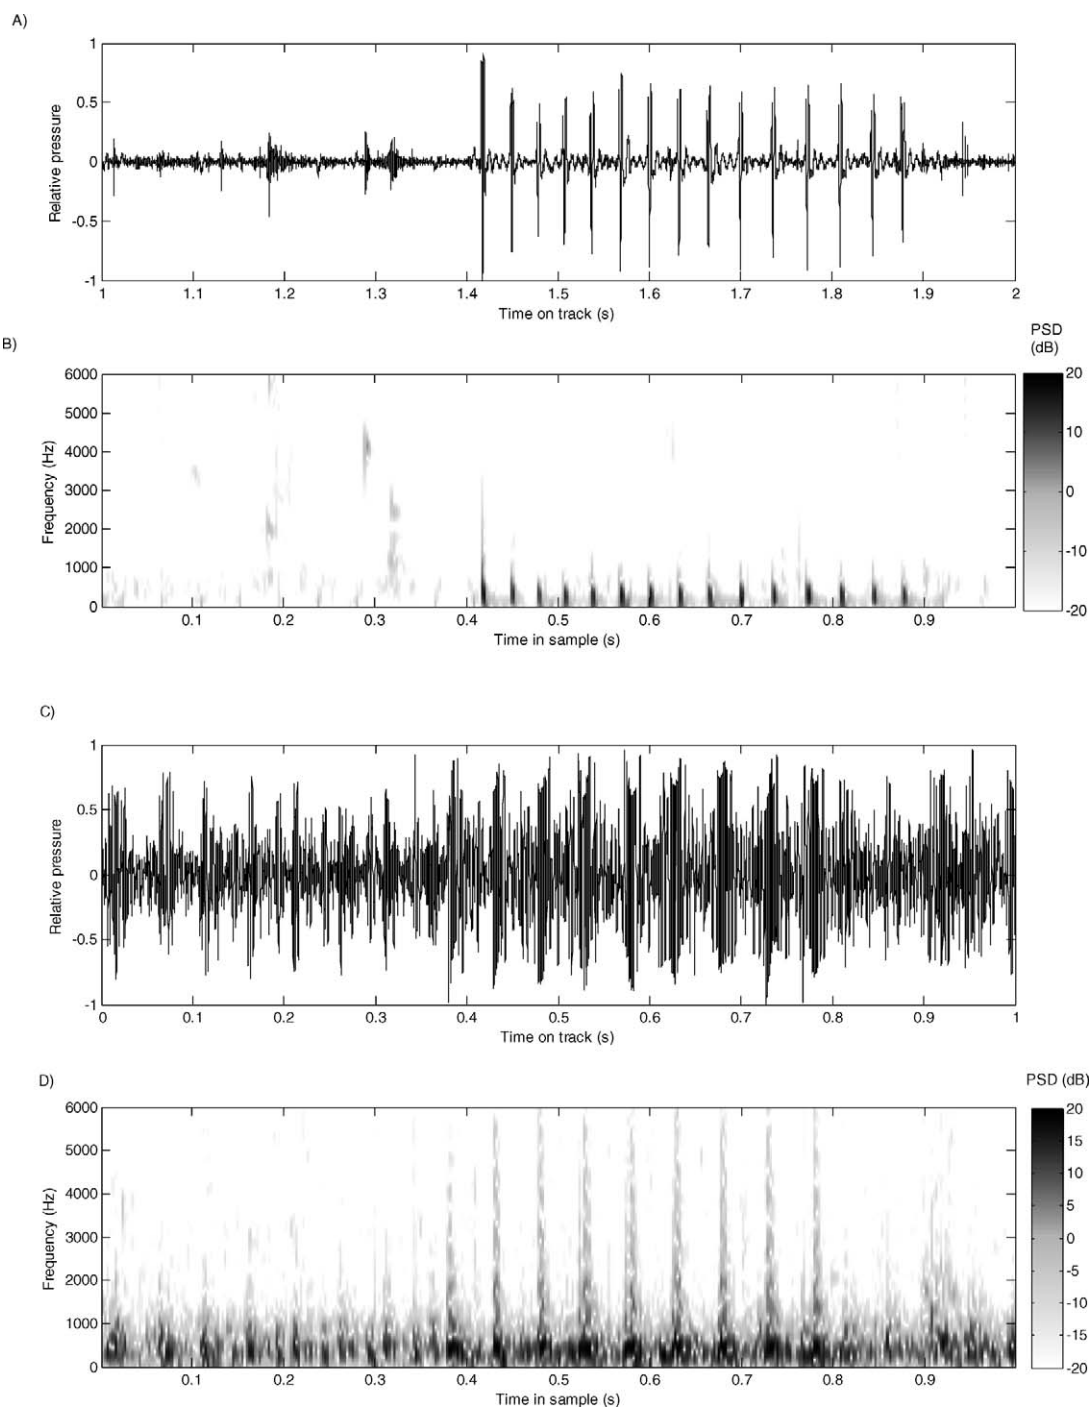 A)
1
0.5
0
-0.5
-1
Relative pressure
1 1.1 1.2 1.3 1.4 1.5 1.6 1.7 1.8 1.9 2
Time on track (s)
B)
PSD
(dB)
6000
5000
4000
3000
2000
1000
0
Frequency (Hz)
20
10
0
-10
-20
0.1 0.2 0.3 0.4 0.5 0.6 0.7 0.8 0.9
Time in sample (s)
C)
1
0.5
0
-0.5
-1
Relative pressure
0 0.1 0.2 0.3 0.4 0.5 0.6 0.7 0.8 0.9 1
Time on track (s)
D)
PSD (dB)
6000
5000
4000
3000
2000
1000
0
Frequency (Hz)
20
15
10
5
0
-5
-10
-15
-20
0.1 0.2 0.3 0.4 0.5 0.6 0.7 0.8 0.9
Time in sample (s)